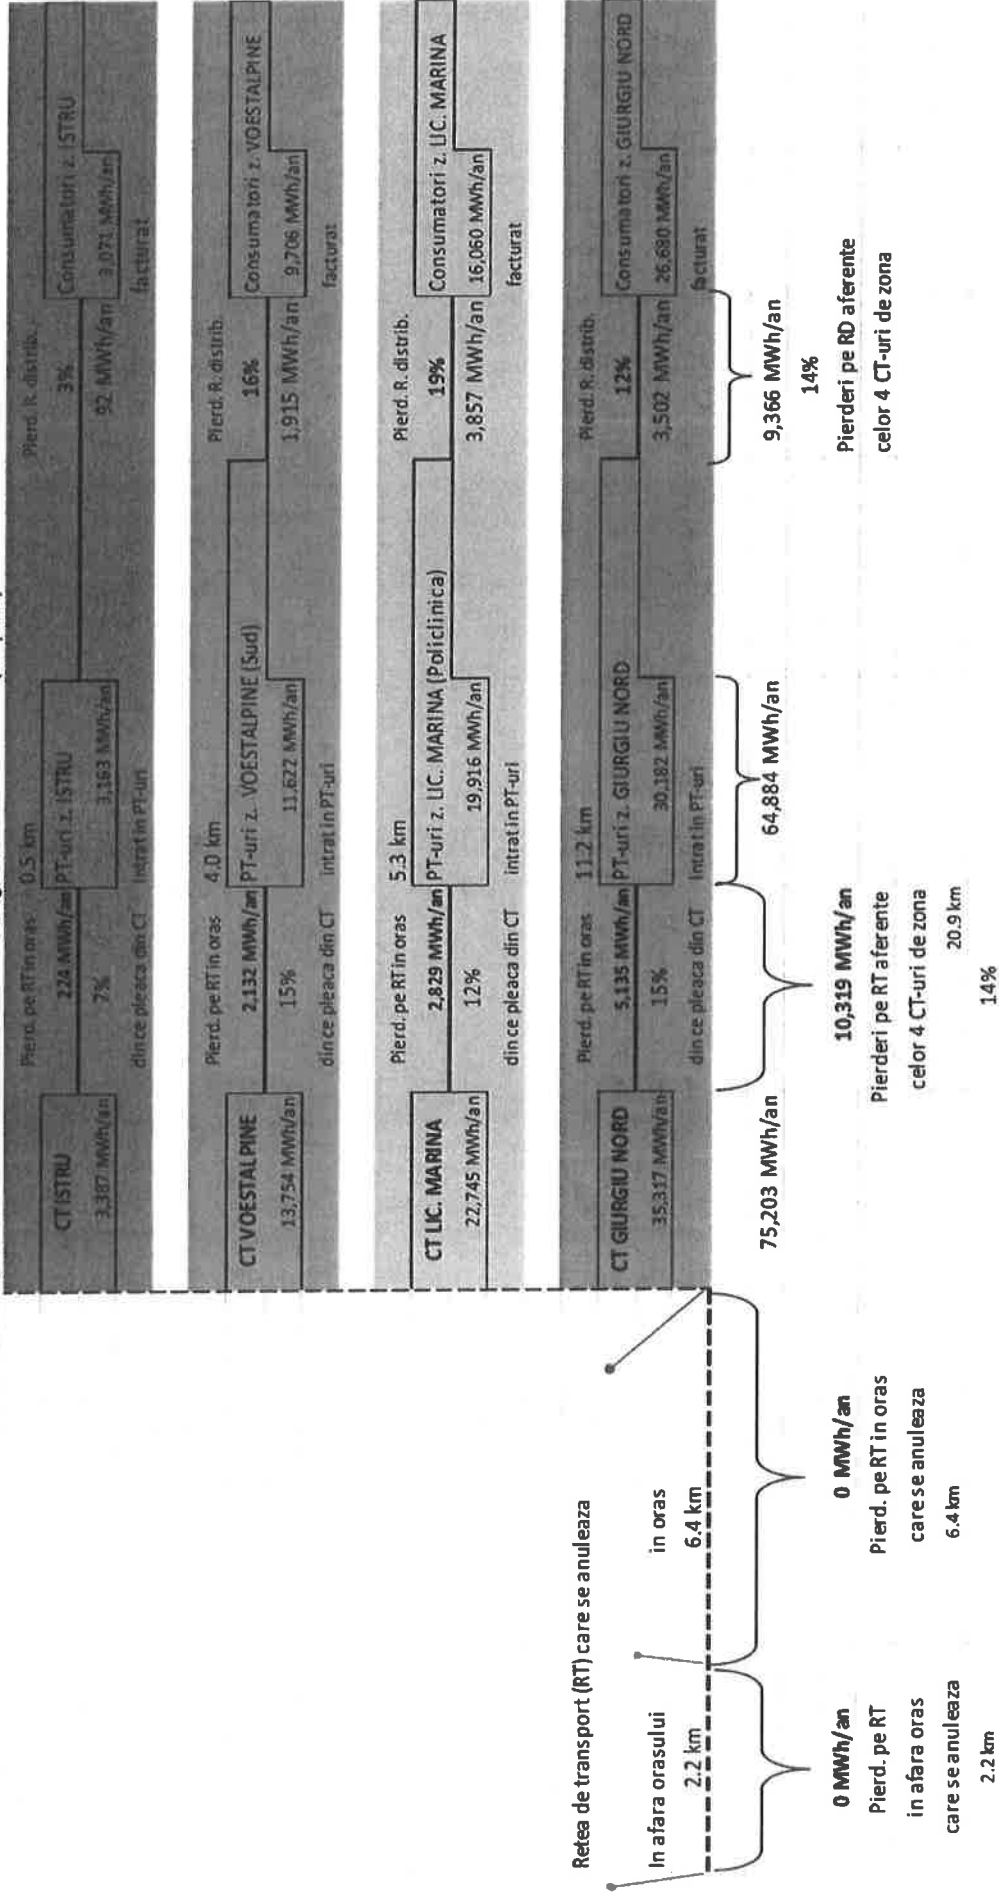 Pierd. pe RT in oras 0.5 km
Pierd. R. distrib.
CT ISTRU
224 MWh/an
PT-uri z. ISTRU
3%
Consumatori z. ISTRU
3,387 MWh/an
7%
3,163 MWh/an
92 MWh/an
3,071 MWh/an
din ce pleaca din CT
intrat in PT-uri
facturat
Pierd. pe RT in oras 4.0 km
Pierd. R. distrib.
CT VOESTALPINE
2,132 MWh/an
PT-uri z. VOESTALPINE (Sud)
16%
Consumatori z. VOESTALPINE
13,754 MWh/an
15%
11,622 MWh/an
1,915 MWh/an
9,706 MWh/an
din ce pleaca din CT
intrat in PT-uri
facturat
Pierd. pe RT in oras 5.3 km
Pierd. R. distrib.
CT LIC. MARINA
2,829 MWh/an
PT-uri z. LIC. MARINA (Policlinica)
19%
Consumatori z. LIC. MARINA
22,745 MWh/an
12%
19,916 MWh/an
3,857 MWh/an
16,060 MWh/an
din ce pleaca din CT
intrat in PT-uri
facturat
Retea de transport (RT) care se anuleaza
Pierd. pe RT in oras 11.2 km
Pierd. R. distrib.
In afara orasului
in oras
CT GIURGIU NORD
5,135 MWh/an
PT-uri z. GIURGIU NORD
12%
Consumatori z. GIURGIU NORD
2.2 km
6.4 km
35,317 MWh/an
15%
30,182 MWh/an
3,502 MWh/an
26,680 MWh/an
din ce pleaca din CT
intrat in PT-uri
facturat
75,203 MWh/an
64,884 MWh/an
9,366 MWh/an
14%
0 MWh/an
Pierd. pe RT
in afara oras
care se anuleaza
2.2 km
0 MWh/an
Pierd. pe RT in oras
care se anuleaza
6.4 km
10,319 MWh/an
Pierderi pe RT aferente
celor 4 CT-uri de zona
20.9 km
14%
Pierderi pe RD aferente
celor 4 CT-uri de zona